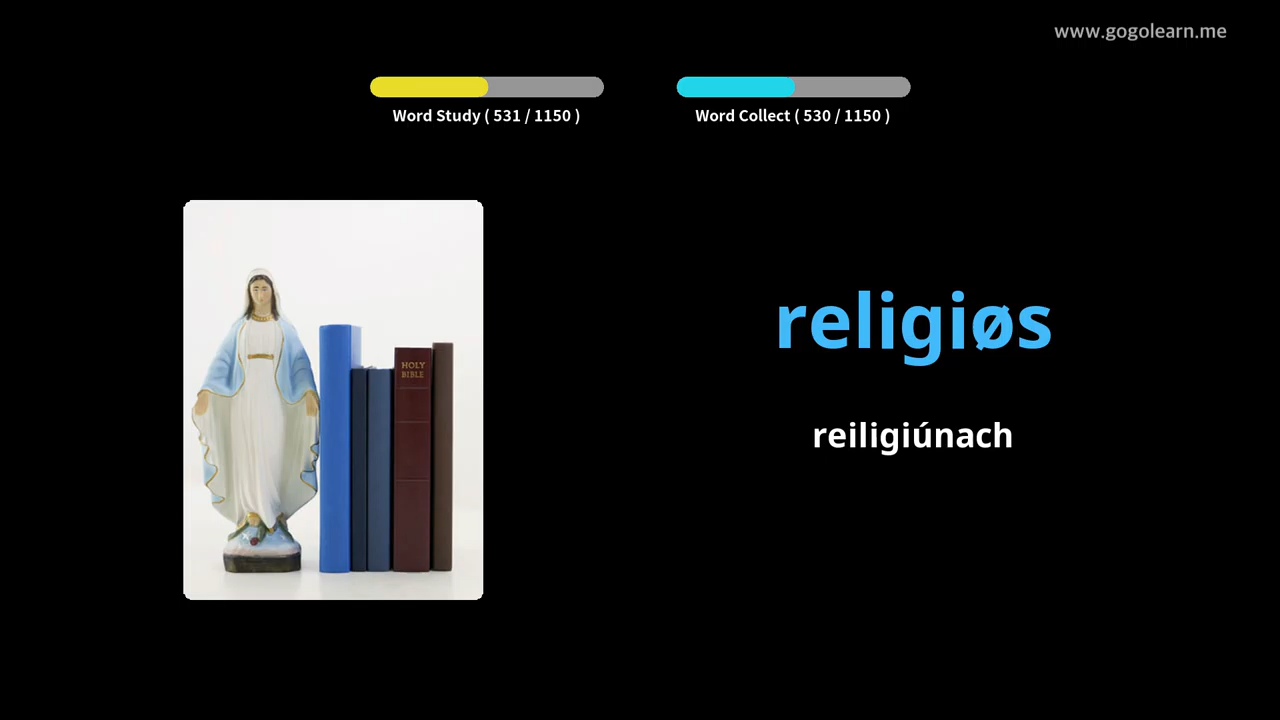 www.gogolearn.me
Word Study ( 531 / 1150 )
Word Collect ( 530 / 1150 )
HOLY
BIBLE
religiøs
reiligiúnach